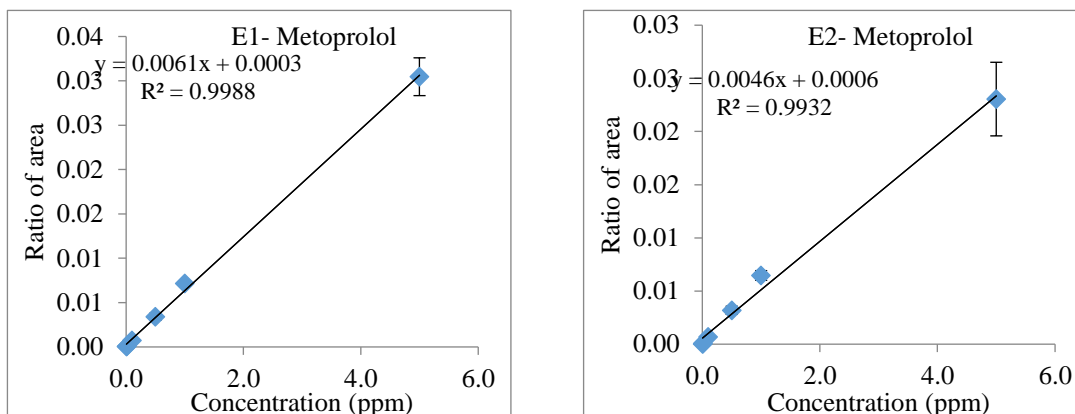 E1- Metoprolol
y = 0.0061x + 0.0003
R² = 0.9988
0.04
0.03
0.03
0.02
0.02
0.01
0.01
0.00
Ratio of area
0.0 2.0 4.0 6.0
Concentration (ppm)
E2- Metoprolol
y = 0.0046x + 0.0006
R² = 0.9932
0.03
0.03
0.02
0.02
0.01
0.01
0.00
Ratio of area
0.0 2.0 4.0 6.0
Concentration (ppm)